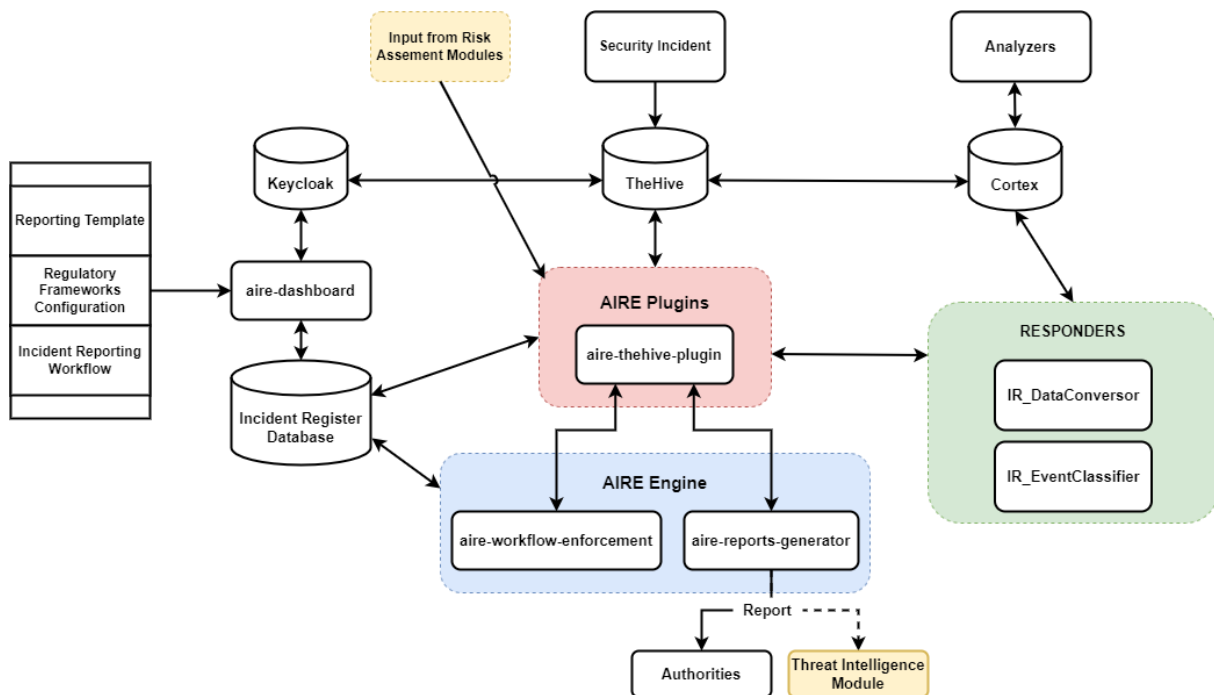 Input from Risk
Assement Modules
Security Incident
Analyzers
Keycloak
TheHive
Cortex
Reporting Template
Regulatory
Frameworks
Configuration
Incident Reporting
Workflow
aire-dashboard
AIRE Plugins
aire-thehive-plugin
RESPONDERS
IR_DataConversor
IR_EventClassifier
Incident Register
Database
AIRE Engine
aire-workflow-enforcement
aire-reports-generator
Report
Authorities
Threat Intelligence
Module